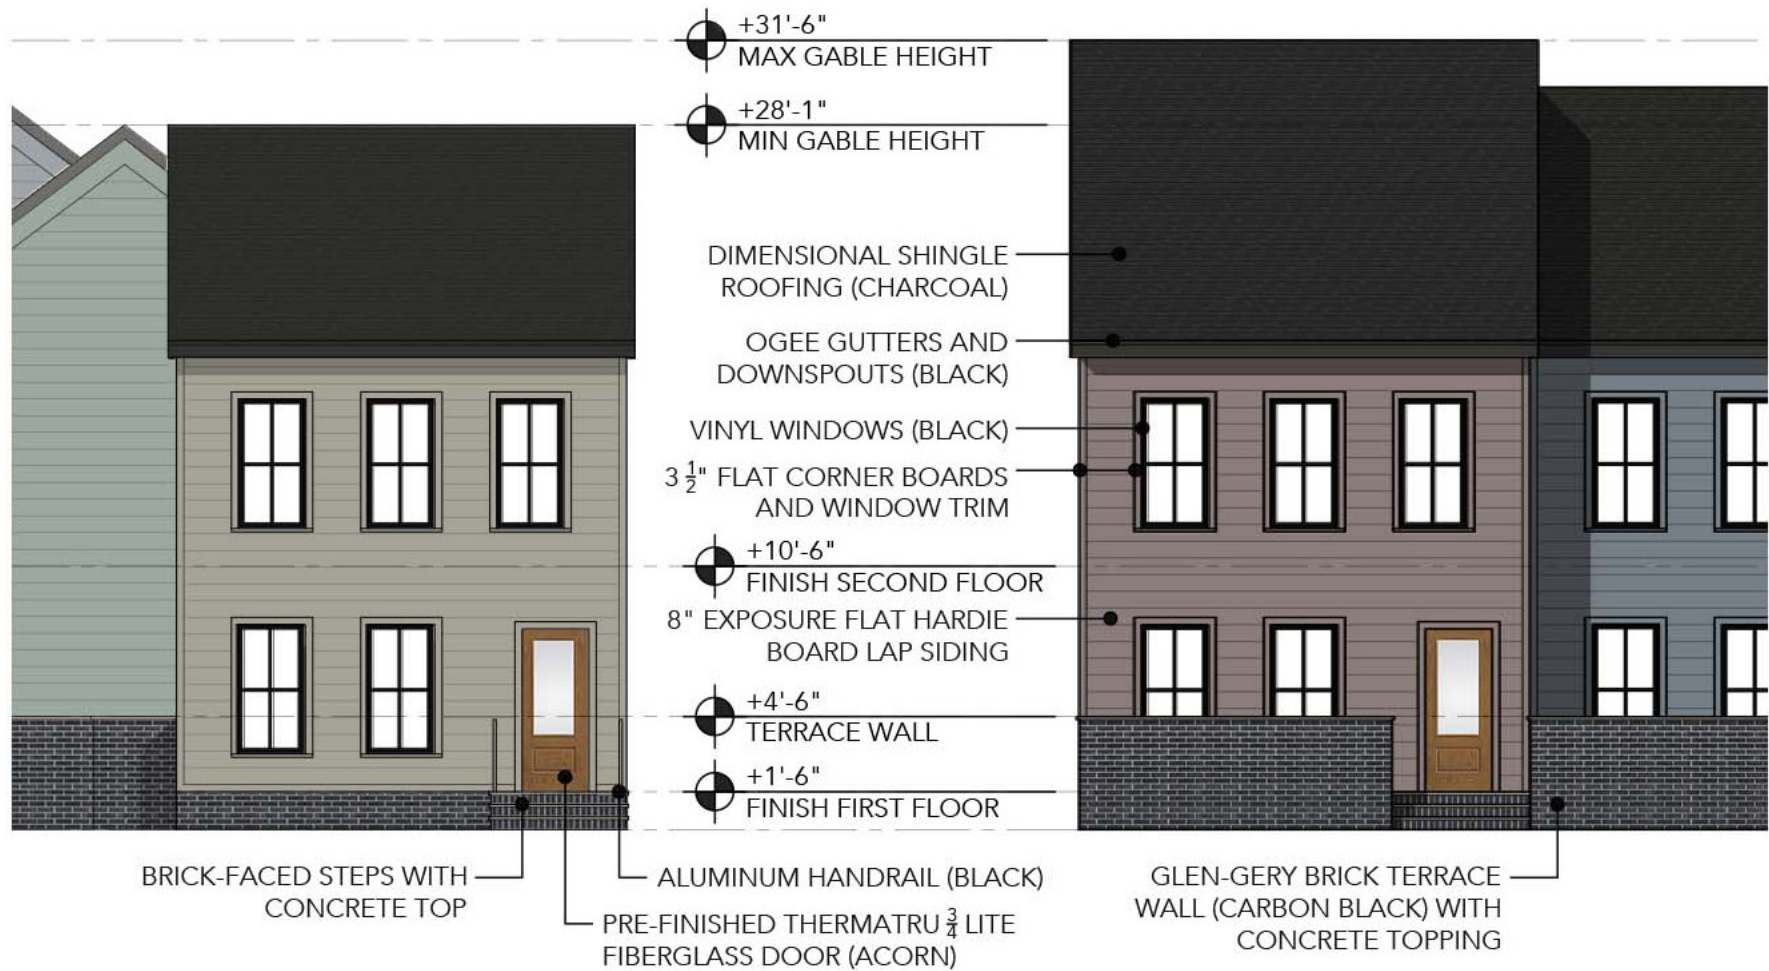 +31'-6"
MAX GABLE HEIGHT
+28'-1"
MIN GABLE HEIGHT
DIMENSIONAL SHINGLE
ROOFING (CHARCOAL)
OGEE GUTTERS AND
DOWNSPOUTS (BLACK)
VINYL WINDOWS (BLACK)
3 1/2" FLAT CORNER BOARDS
AND WINDOW TRIM
+10'-6"
FINISH SECOND FLOOR
8" EXPOSURE FLAT HARDIE
BOARD LAP SIDING
+4'-6"
TERRACE WALL
+1'-6"
FINISH FIRST FLOOR
BRICK-FACED STEPS WITH
CONCRETE TOP
ALUMINUM HANDRAIL (BLACK)
PRE-FINISHED THERMATRU 3/4 LITE
FIBERGLASS DOOR (ACORN)
GLEN-GERY BRICK TERRACE
WALL (CARBON BLACK) WITH
CONCRETE TOPPING